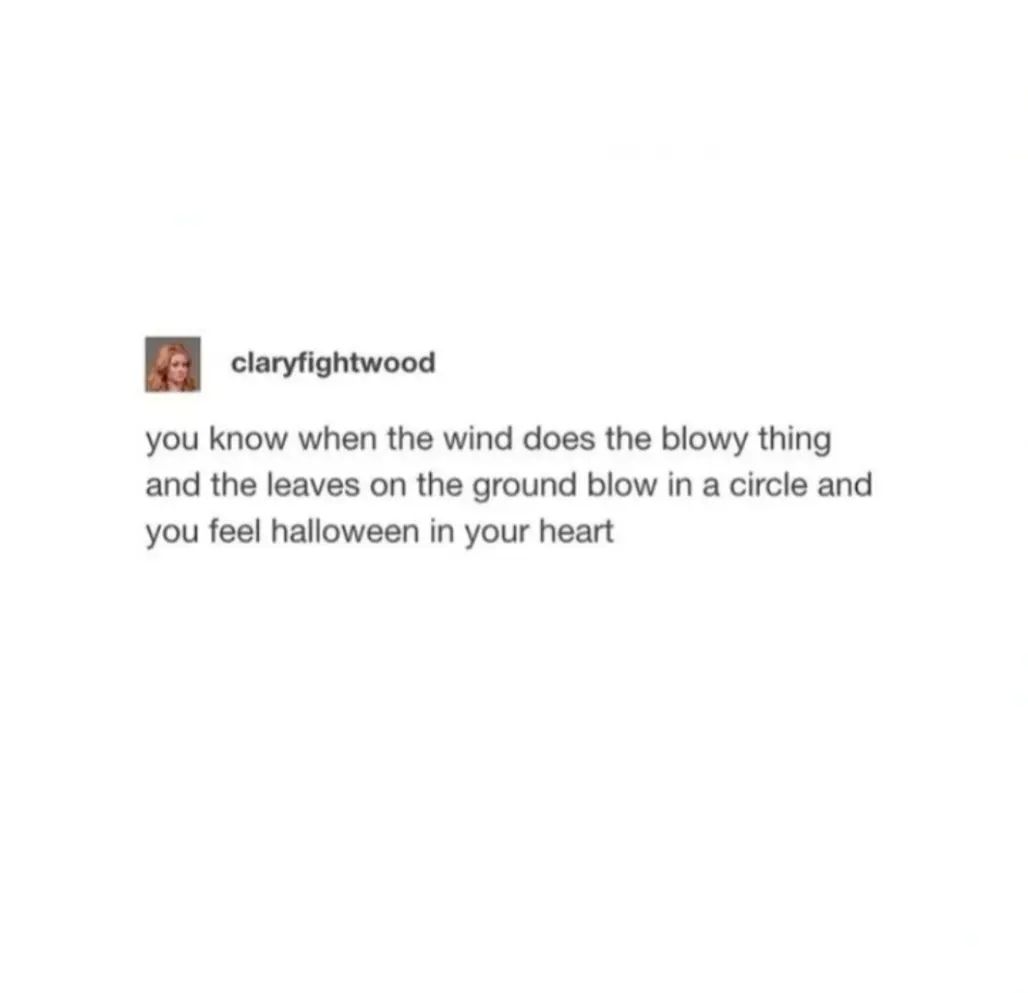 claryfightwood
you know when the wind does the blowy thing
and the leaves on the ground blow in a circle and
you feel halloween in your heart